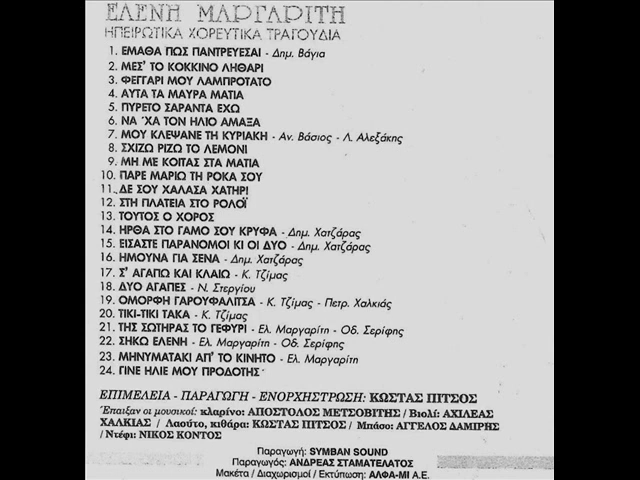 ΕΛΕΝΗ ΜΑΡΓΑΡΙΤΗ
ΗΠΕΙΡΩΤΙΚΑ ΧΟΡΕΥΤΙΚΑ ΤΡΑΓΟΥΔΙΑ
1. ΕΜΑΘΑ ΠΩΣ ΠΑΝΤΡΕΥΕΣΑΙ - Δημ. Βάγια
2. ΜΕΣ' ΤΟ ΚΟΚΚΙΝΟ ΛΗΘΑΡΙ
3. ΦΕΓΓΑΡΙ ΜΟΥ ΛΑΜΠΡΟΤΑΤΟ
4. ΑΥΤΑ ΤΑ ΜΑΥΡΑ ΜΑΤΙΑ
5. ΠΥΡΕΤΟ ΣΑΡΑΝΤΑ ΕΧΩ
6. ΝΑ 'ΧΑ ΤΟΝ ΗΛΙΟ ΑΜΑΞΑ
7. ΜΟΥ ΚΛΕΨΑΝΕ ΤΗ ΚΥΡΙΑΚΗ - Αν. Βάσιος - Λ. Αλεξάκης
8. ΣΧΙΖΩ ΡΙΖΩ ΤΟ ΛΕΜΟΝΙ
9. ΜΗ ΜΕ ΚΟΙΤΑΣ ΣΤΑ ΜΑΤΙΑ
10. ΠΑΡΕ ΜΑΡΙΩ ΤΗ ΡΟΚΑ ΣΟΥ
11. ΔΕ ΣΟΥ ΧΑΛΑΣΑ ΧΑΤΗΡΙ
12. ΣΤΗ ΠΛΑΤΕΙΑ ΣΤΟ ΡΟΛΟΪ
13. ΤΟΥΤΟΣ Ο ΧΟΡΟΣ
14. ΗΡΘΑ ΣΤΟ ΓΑΜΟ ΣΟΥ ΚΡΥΦΑ - Δημ. Χατζάρας
15. ΕΙΣΑΣΤΕ ΠΑΡΑΝΟΜΟΙ ΚΙ ΟΙ ΔΥΟ - Δημ. Χατζάρας
16. ΗΜΟΥΝΑ ΓΙΑ ΣΕΝΑ - Δημ. Χατζάρας
17. Σ' ΑΓΑΠΩ ΚΑΙ ΚΛΑΙΩ - Κ. Τζίμας
18. ΔΥΟ ΑΓΑΠΕΣ - Ν. Στεργίου
19. ΟΜΟΡΦΗ ΓΑΡΟΥΦΑΛΙΤΣΑ - Κ. Τζίμας - Πετρ. Χαλκιάς
20. ΤΙΚΙ-ΤΙΚΙ ΤΑΚΑ - Κ. Τζίμας
21. ΤΗΣ ΣΩΤΗΡΑΣ ΤΟ ΓΕΦΥΡΙ - Ελ. Μαργαρίτη - Οδ. Σερίφης
22. ΣΗΚΩ ΕΛΕΝΗ - Ελ. Μαργαρίτη - Οδ. Σερίφης
23. ΜΗΝΥΜΑΤΑΚΙ ΑΠ' ΤΟ ΚΙΝΗΤΟ - Ελ. Μαργαρίτη
24. ΓΙΝΕ ΗΛΙΕ ΜΟΥ ΠΡΟΔΟΤΗΣ
ΕΠΙΜΕΛΕΙΑ - ΠΑΡΑΓΩΓΗ - ΕΝΟΡΧΗΣΤΡΩΣΗ: ΚΩΣΤΑΣ ΠΙΤΣΟΣ
Έπαιξαν οι μουσικοί: κλαρίνο: ΑΠΟΣΤΟΛΟΣ ΜΕΤΣΟΒΙΤΗΣ / Βιολί: ΑΧΙΛΕΑΣ
ΧΑΛΚΙΑΣ / Λαούτο, κιθάρα: ΚΩΣΤΑΣ ΠΙΤΣΟΣ / Μπάσο: ΑΓΓΕΛΟΣ ΔΑΜΙΡΗΣ
/ Ντέφι: ΝΙΚΟΣ ΚΟΝΤΟΣ
Παραγωγή: SYMBAN SOUND
Παραγωγός: ΑΝΔΡΕΑΣ ΣΤΑΜΑΤΕΛΑΤΟΣ
Μακέτα / Διαχωρισμοί / Εκτύπωση: ΑΛΦΑ-ΜΙ Α.Ε.